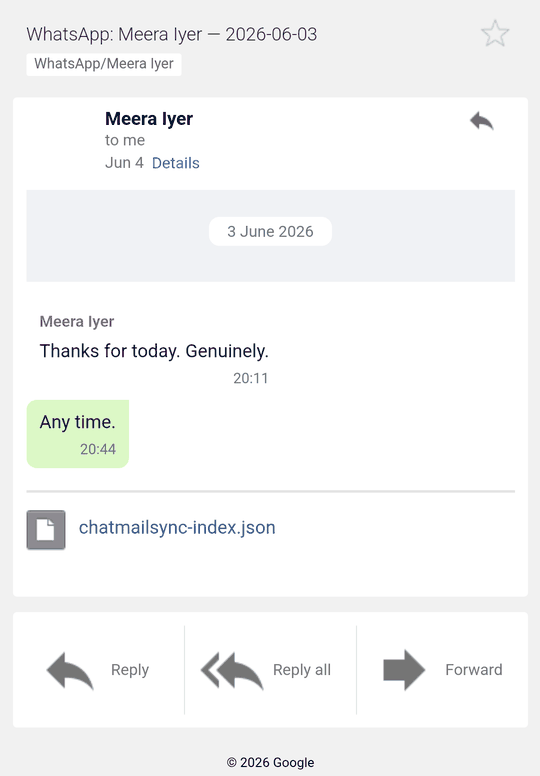 WhatsApp: Meera Iyer — 2026-06-03
WhatsApp/Meera Iyer
Meera Iyer
to me
Jun 4 Details
3 June 2026
Meera Iyer
Thanks for today. Genuinely.
20:11
Any time.
20:44
chatmailsync-index.json
Reply
Reply all
Forward
© 2026 Google